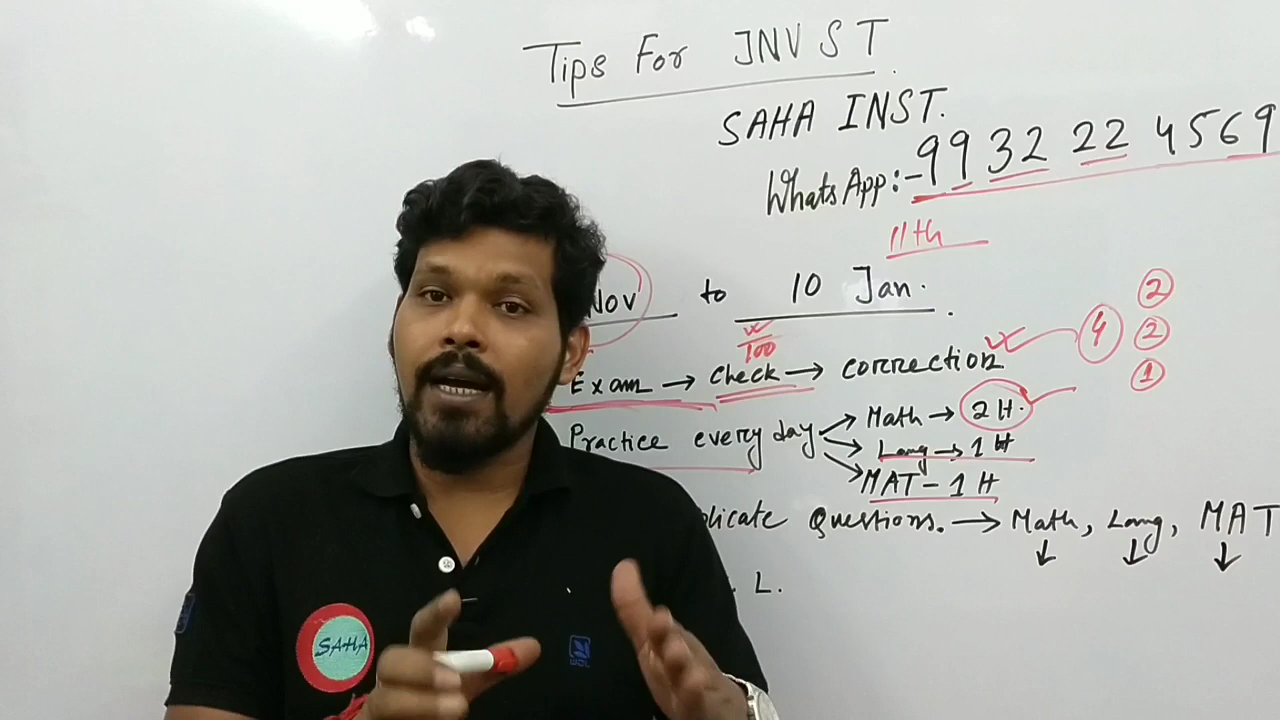 Tips For JNVST
SAHA INST.
WhatsApp:- 9932 22 4569
11th
Nov to 10 Jan.
100
Exam → Check → correction
4
2
2
1
Practice every day → Math → 2 H.
Lang → 1 H
MAT - 1 H
Questions. → Math, Lang, MAT
L.
SAHA